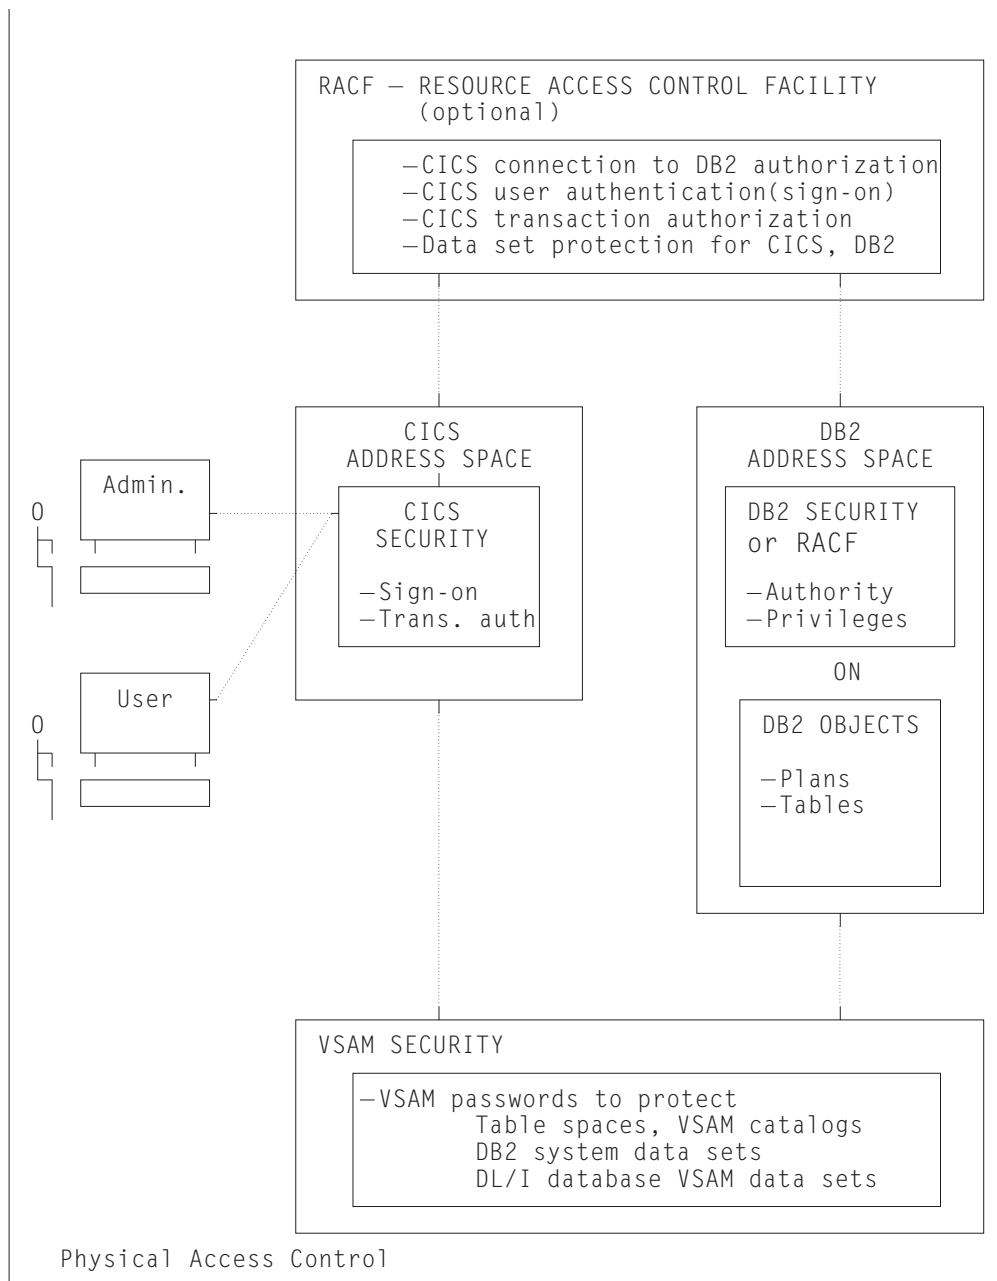 RACF — RESOURCE ACCESS CONTROL FACILITY
(optional)
—CICS connection to DB2 authorization
—CICS user authentication(sign-on)
—CICS transaction authorization
—Data set protection for CICS, DB2
CICS
ADDRESS SPACE
CICS
SECURITY
—Sign-on
—Trans. auth
DB2
ADDRESS SPACE
DB2 SECURITY
or RACF
—Authority
—Privileges
ON
DB2 OBJECTS
—Plans
—Tables
Admin.
O
User
O
VSAM SECURITY
—VSAM passwords to protect
Table spaces, VSAM catalogs
DB2 system data sets
DL/I database VSAM data sets
Physical Access Control